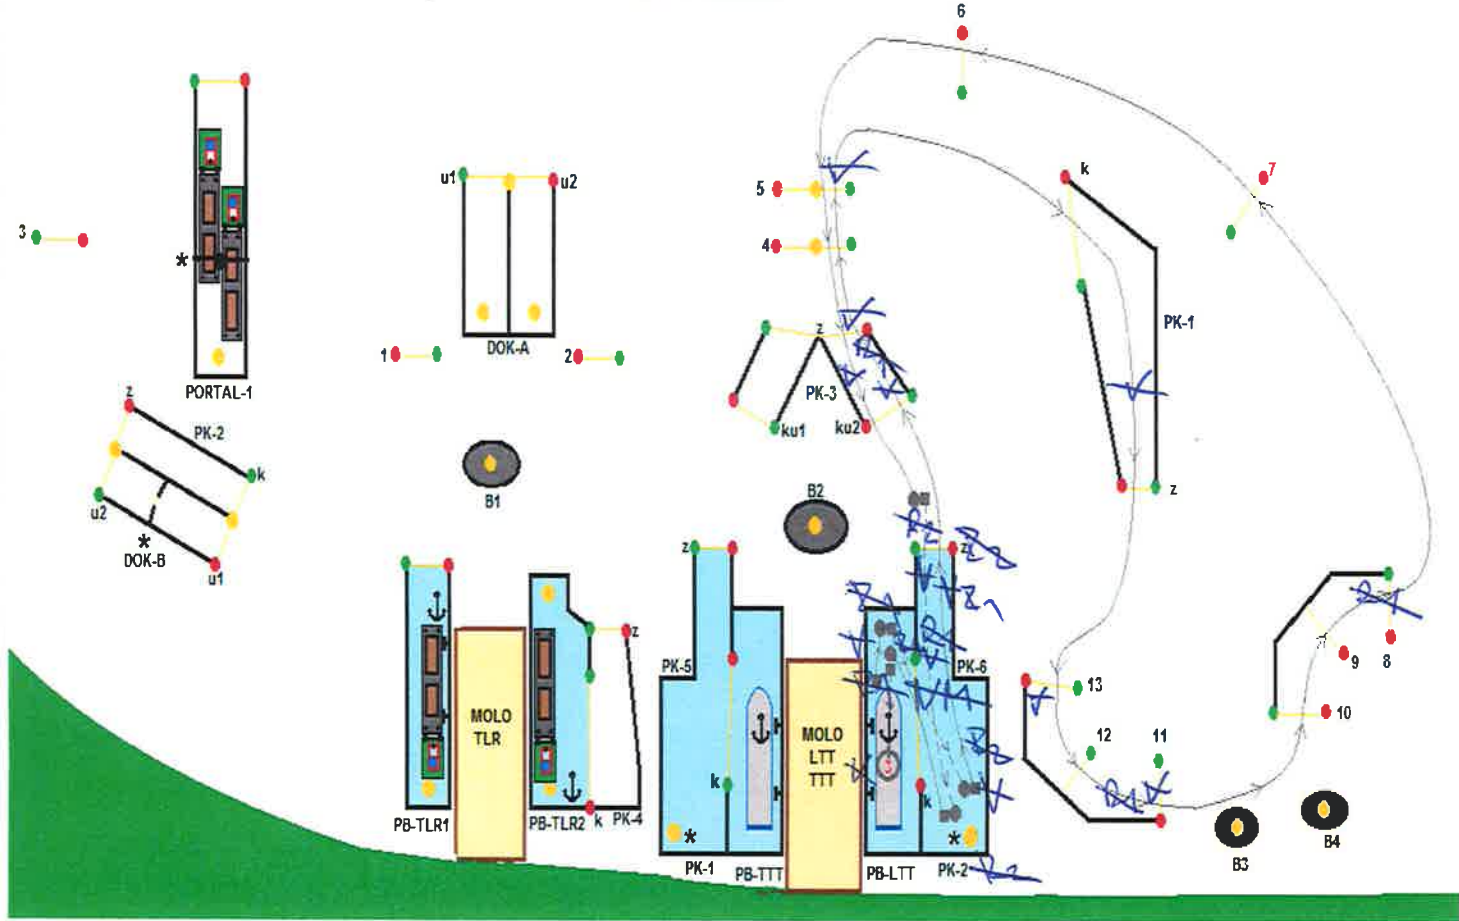 6
7
u1
u2
k
5
3
4
*
PK-1
z
1
DOK-A
2
PORTAL-1
z
PK-3
PK-2
ku1
ku2
k
z
B1
B2
u2
*
DOK-B
u1
z
z
z
PK-5
PK-6
13
9
8
10
MOLO
TLR
MOLO
LTT
TTT
12
11
k
k
PB-TLR1
PB-TLR2
k
PK-4
*
*
PK-1
PB-TTT
PB-LTT
PK-2
B3
B4